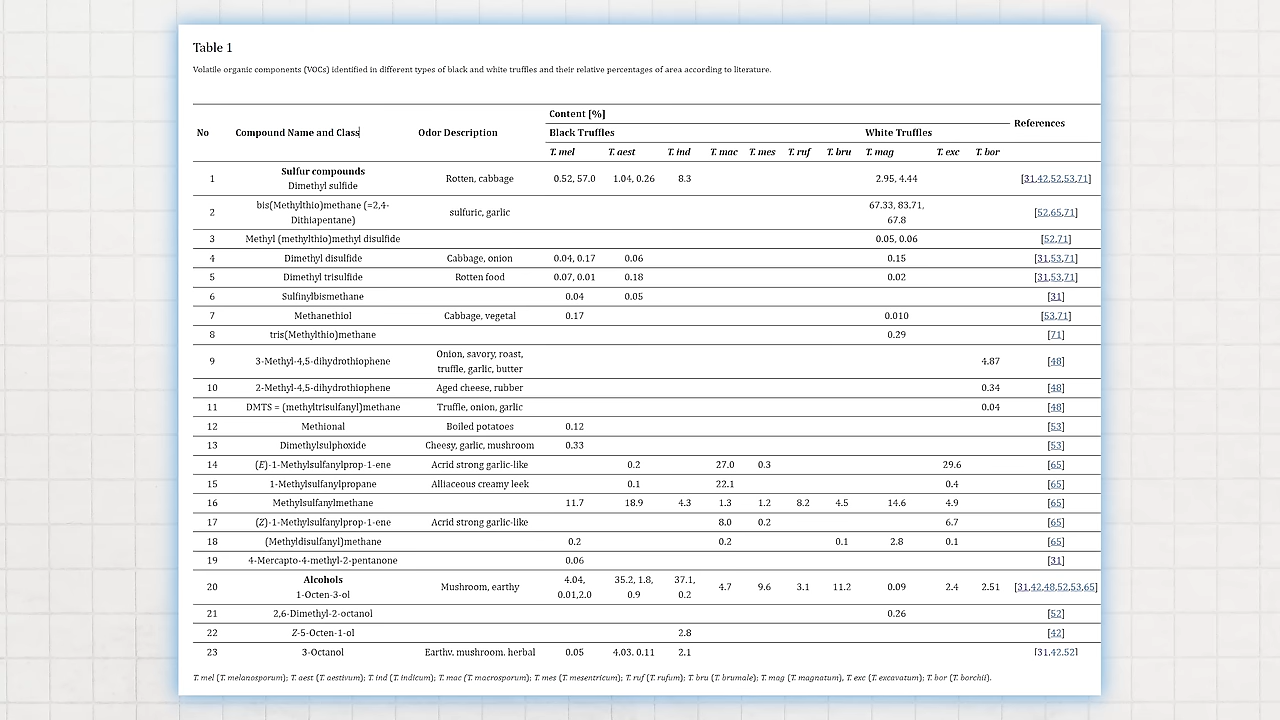 Table 1
Volatile organic components (VOCs) identified in different types of black and white truffles and their relative percentages of area according to literature.
No Compound Name and Class Odor Description Content [%] References
Black Truffles White Truffles
T. mel T. aest T. ind T. mac T. mes T. ruf T. bru T. mag T. exc T. bor
1 Sulfur compounds Dimethyl sulfide Rotten, cabbage 0.52, 57.0 1.04, 0.26 8.3 2.95, 4.44 [31,42,52,53,71]
2 bis(Methylthio)methane (=2,4-Dithiapentane) sulfuric, garlic 67.33, 83.71, 67.8 [52,65,71]
3 Methyl (methylthio)methyl disulfide 0.05, 0.06 [52,71]
4 Dimethyl disulfide Cabbage, onion 0.04, 0.17 0.06 0.15 [31,53,71]
5 Dimethyl trisulfide Rotten food 0.07, 0.01 0.18 0.02 [31,53,71]
6 Sulfinylbismethane 0.04 0.05 [31]
7 Methanethiol Cabbage, vegetal 0.17 0.010 [53,71]
8 tris(Methylthio)methane 0.29 [71]
9 3-Methyl-4,5-dihydrothiophene Onion, savory, roast, truffle, garlic, butter 4.87 [48]
10 2-Methyl-4,5-dihydrothiophene Aged cheese, rubber 0.34 [48]
11 DMTS = (methyltrisulfanyl)methane Truffle, onion, garlic 0.04 [48]
12 Methional Boiled potatoes 0.12 [53]
13 Dimethylsulphoxide Cheesy, garlic, mushroom 0.33 [53]
14 (E)-1-Methylsulfanylprop-1-ene Acrid strong garlic-like 0.2 27.0 0.3 29.6 [65]
15 1-Methylsulfanylpropane Alliaceous creamy leek 0.1 22.1 0.4 [65]
16 Methylsulfanylmethane 11.7 18.9 4.3 1.3 1.2 8.2 4.5 14.6 4.9 [65]
17 (Z)-1-Methylsulfanylprop-1-ene Acrid strong garlic-like 8.0 0.2 6.7 [65]
18 (Methyldisulfanyl)methane 0.2 0.2 0.1 2.8 0.1 [65]
19 4-Mercapto-4-methyl-2-pentanone 0.06 [31]
20 Alcohols 1-Octen-3-ol Mushroom, earthy 4.04, 0.01,2.0 35.2, 1.8, 0.9 37.1, 0.2 4.7 9.6 3.1 11.2 0.09 2.4 2.51 [31,42,48,52,53,65]
21 2,6-Dimethyl-2-octanol 0.26 [52]
22 Z-5-Octen-1-ol 2.8 [42]
23 3-Octanol Earthy, mushroom, herbal 0.05 4.03, 0.11 2.1 [31,42,52]
T. mel (T. melanosporum); T. aest (T. aestivum); T. ind (T. indicum); T. mac (T. macrosporum); T. mes (T. mesentricum); T. ruf (T. rufum); T. bru (T. brumale); T. mag (T. magnatum), T. exc (T. excavatum); T. bor (T. borchii).